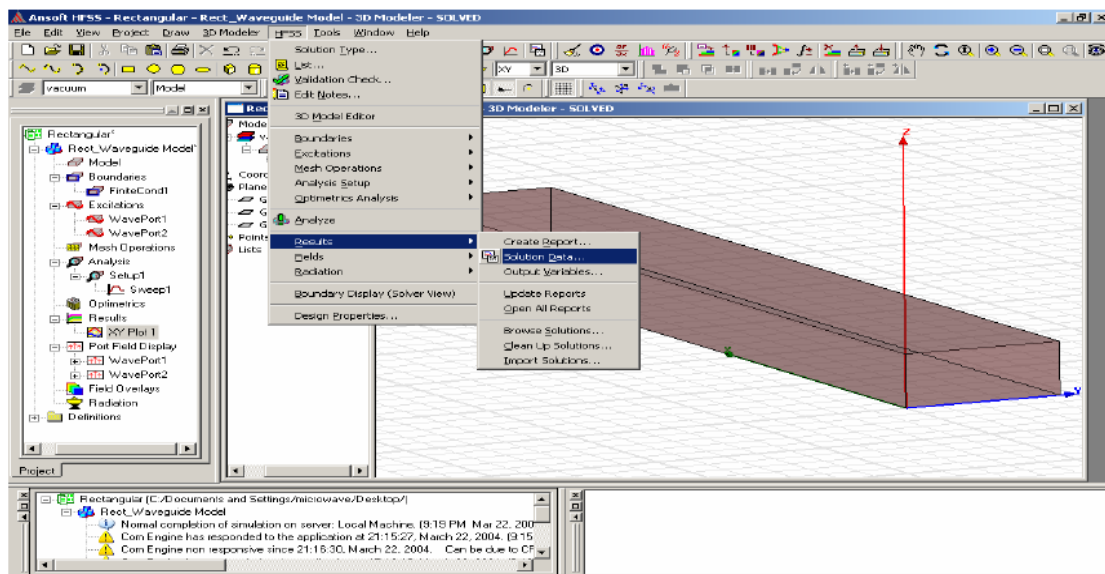 Ansoft HFSS - Rectangular - Rect_Waveguide Model - 3D Modeler - SOLVED
File Edit View Project Draw 3D Modeler HFSS Tools Window Help
vacuum
Model
XY
3D
Solution Type...
List...
Validation Check...
Edit Notes...
3D Model Editor
Boundaries
Excitations
Mesh Operations
Analysis Setup
Optimetrics Analysis
Analyze
Results
Fields
Radiation
Boundary Display (Solver View)
Design Properties...
Create Report...
Solution Data...
Output Variables...
Update Reports
Open All Reports
Browse Solutions...
Clean Up Solutions...
Import Solutions...
Rectangular*
Rect_Waveguide Model*
Model
Boundaries
FiniteCond1
Excitations
WavePort1
WavePort2
Mesh Operations
Analysis
Setup1
Sweep1
Optimetrics
Results
XY Plot 1
Port Field Display
WavePort1
WavePort2
Field Overlays
Radiation
Definitions
Project
Rec
3D Modeler - SOLVED
Mode
Coord
Plane
G
G
G
Points
Lists
Z
X
Y
Rectangular (C:/Documents and Settings/microwave/Desktop/)
Rect_Waveguide Model
Normal completion of simulation on server: Local Machine. (9:19 PM Mar 22, 200
Com Engine has responded to the application at 21:15:27, March 22, 2004. (9:15
Com Engine non responsive since 21:16:30, March 22, 2004. Can be due to CP